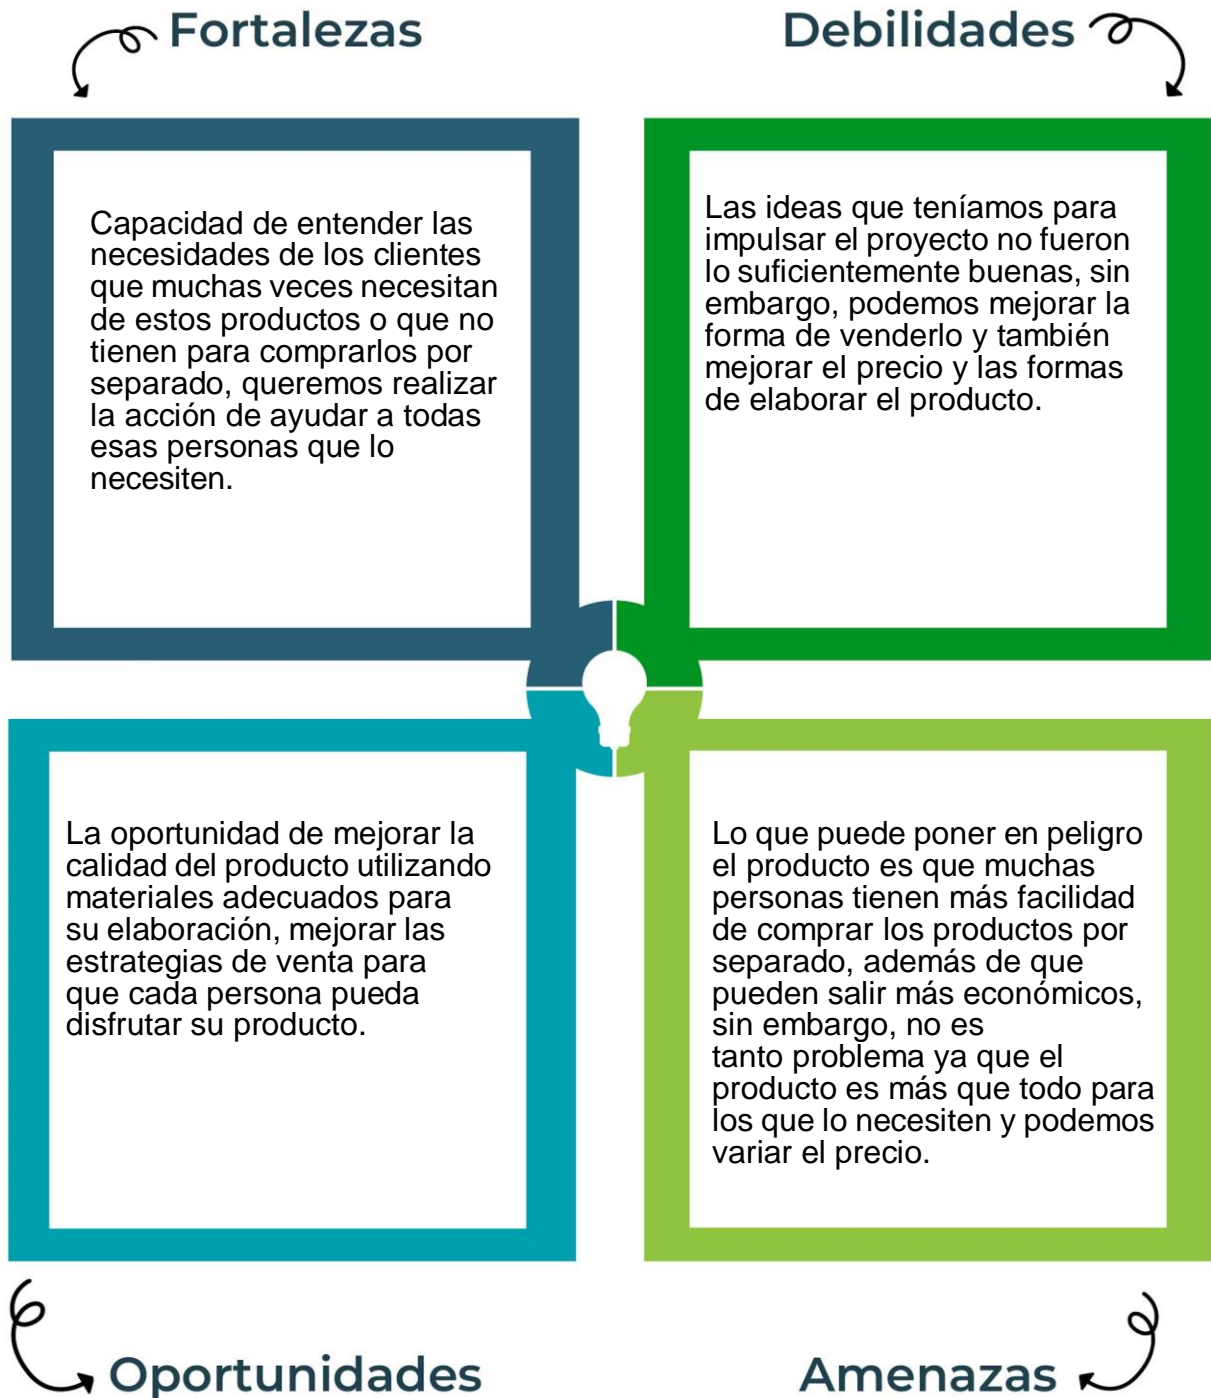 Fortalezas
Capacidad de entender las
necesidades de los clientes
que muchas veces necesitan
de estos productos o que no
tienen para comprarlos por
separado, queremos realizar
la acción de ayudar a todas
esas personas que lo
necesiten.
Debilidades
Las ideas que teníamos para
impulsar el proyecto no fueron
lo suficientemente buenas, sin
embargo, podemos mejorar la
forma de venderlo y también
mejorar el precio y las formas
de elaborar el producto.
La oportunidad de mejorar la
calidad del producto utilizando
materiales adecuados para
su elaboración, mejorar las
estrategias de venta para
que cada persona pueda
disfrutar su producto.
Oportunidades
Lo que puede poner en peligro
el producto es que muchas
personas tienen más facilidad
de comprar los productos por
separado, además de que
pueden salir más económicos,
sin embargo, no es
tanto problema ya que el
producto es más que todo para
los que lo necesiten y podemos
variar el precio.
Amenazas